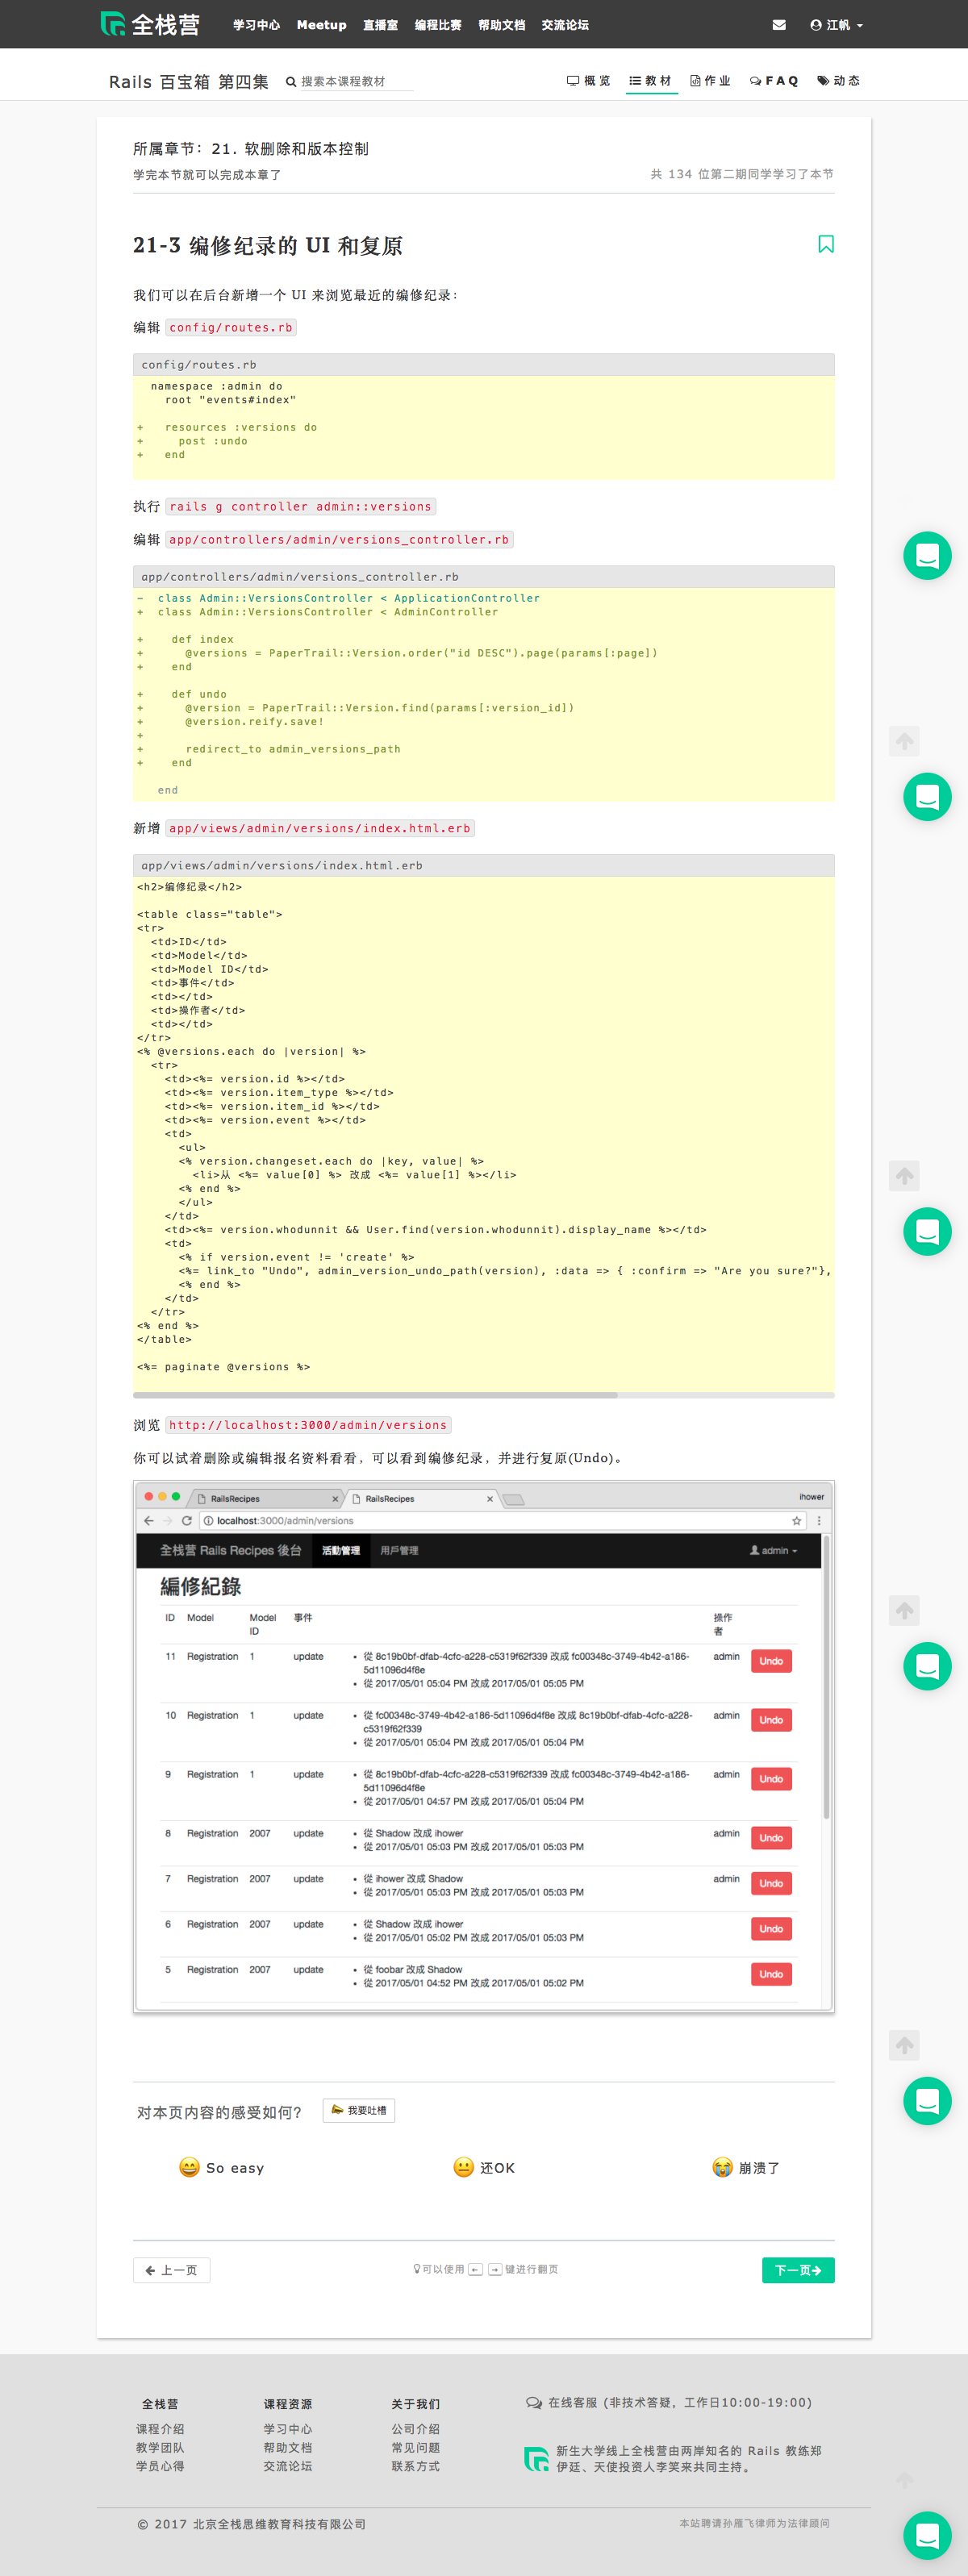 全栈营 学习中心 Meetup 直播室 编程比赛 帮助文档 交流论坛 江帆
Rails 百宝箱 第四集 搜索本课程教材 概览 教材 作业 FAQ 动态
所属章节：21. 软删除和版本控制
学完本节就可以完成本章了 共 134 位第二期同学学习了本节
21-3 编修纪录的 UI 和复原
我们可以在后台新增一个 UI 来浏览最近的编修纪录：
编辑 config/routes.rb
config/routes.rb
  namespace :admin do
    root "events#index"
+   resources :versions do
+     post :undo
+   end
执行 rails g controller admin::versions
编辑 app/controllers/admin/versions_controller.rb
app/controllers/admin/versions_controller.rb
-  class Admin::VersionsController < ApplicationController
+  class Admin::VersionsController < AdminController
+    def index
+      @versions = PaperTrail::Version.order("id DESC").page(params[:page])
+    end
+    def undo
+      @version = PaperTrail::Version.find(params[:version_id])
+      @version.reify.save!
+
+      redirect_to admin_versions_path
+    end
   end
新增 app/views/admin/versions/index.html.erb
app/views/admin/versions/index.html.erb
<h2>编修纪录</h2>
<table class="table">
<tr>
  <td>ID</td>
  <td>Model</td>
  <td>Model ID</td>
  <td>事件</td>
  <td></td>
  <td>操作者</td>
  <td></td>
</tr>
<% @versions.each do |version| %>
  <tr>
    <td><%= version.id %></td>
    <td><%= version.item_type %></td>
    <td><%= version.item_id %></td>
    <td><%= version.event %></td>
    <td>
      <ul>
      <% version.changeset.each do |key, value| %>
        <li>从 <%= value[0] %> 改成 <%= value[1] %></li>
      <% end %>
      </ul>
    </td>
    <td><%= version.whodunnit && User.find(version.whodunnit).display_name %></td>
    <td>
      <% if version.event != 'create' %>
      <%= link_to "Undo", admin_version_undo_path(version), :data => { :confirm => "Are you sure?"},
      <% end %>
    </td>
  </tr>
<% end %>
</table>
<%= paginate @versions %>
浏览 http://localhost:3000/admin/versions
你可以试着删除或编辑报名资料看看，可以看到编修纪录，并进行复原(Undo)。
RailsRecipes RailsRecipes ihower
localhost:3000/admin/versions
全栈营 Rails Recipes 後台 活動管理 用戶管理 admin
編修紀錄
ID Model Model ID 事件 操作者
11 Registration 1 update 從 8c19b0bf-dfab-4cfc-a228-c5319f62f339 改成 fc00348c-3749-4b42-a186- admin Undo
5d11096d4f8e
從 2017/05/01 05:04 PM 改成 2017/05/01 05:05 PM
10 Registration 1 update 從 fc00348c-3749-4b42-a186-5d11096d4f8e 改成 8c19b0bf-dfab-4cfc-a228- admin Undo
c5319f62f339
從 2017/05/01 05:04 PM 改成 2017/05/01 05:04 PM
9 Registration 1 update 從 8c19b0bf-dfab-4cfc-a228-c5319f62f339 改成 fc00348c-3749-4b42-a186- admin Undo
5d11096d4f8e
從 2017/05/01 04:57 PM 改成 2017/05/01 05:04 PM
8 Registration 2007 update 從 Shadow 改成 ihower admin Undo
從 2017/05/01 05:03 PM 改成 2017/05/01 05:03 PM
7 Registration 2007 update 從 ihower 改成 Shadow admin Undo
從 2017/05/01 05:03 PM 改成 2017/05/01 05:03 PM
6 Registration 2007 update 從 Shadow 改成 ihower Undo
從 2017/05/01 05:02 PM 改成 2017/05/01 05:03 PM
5 Registration 2007 update 從 foobar 改成 Shadow Undo
從 2017/05/01 04:52 PM 改成 2017/05/01 05:02 PM
对本页内容的感受如何? 我要吐槽
So easy 还OK 崩溃了
上一页 可以使用 ← → 键进行翻页 下一页
全栈营 课程资源 关于我们 在线客服 (非技术答疑，工作日10:00-19:00)
课程介绍 学习中心 公司介绍
教学团队 帮助文档 常见问题 新生大学线上全栈营由两岸知名的 Rails 教练郑
学员心得 交流论坛 联系方式 伊廷、天使投资人李笑来共同主持。
© 2017 北京全栈思维教育科技有限公司 本站聘请孙雁飞律师为法律顾问